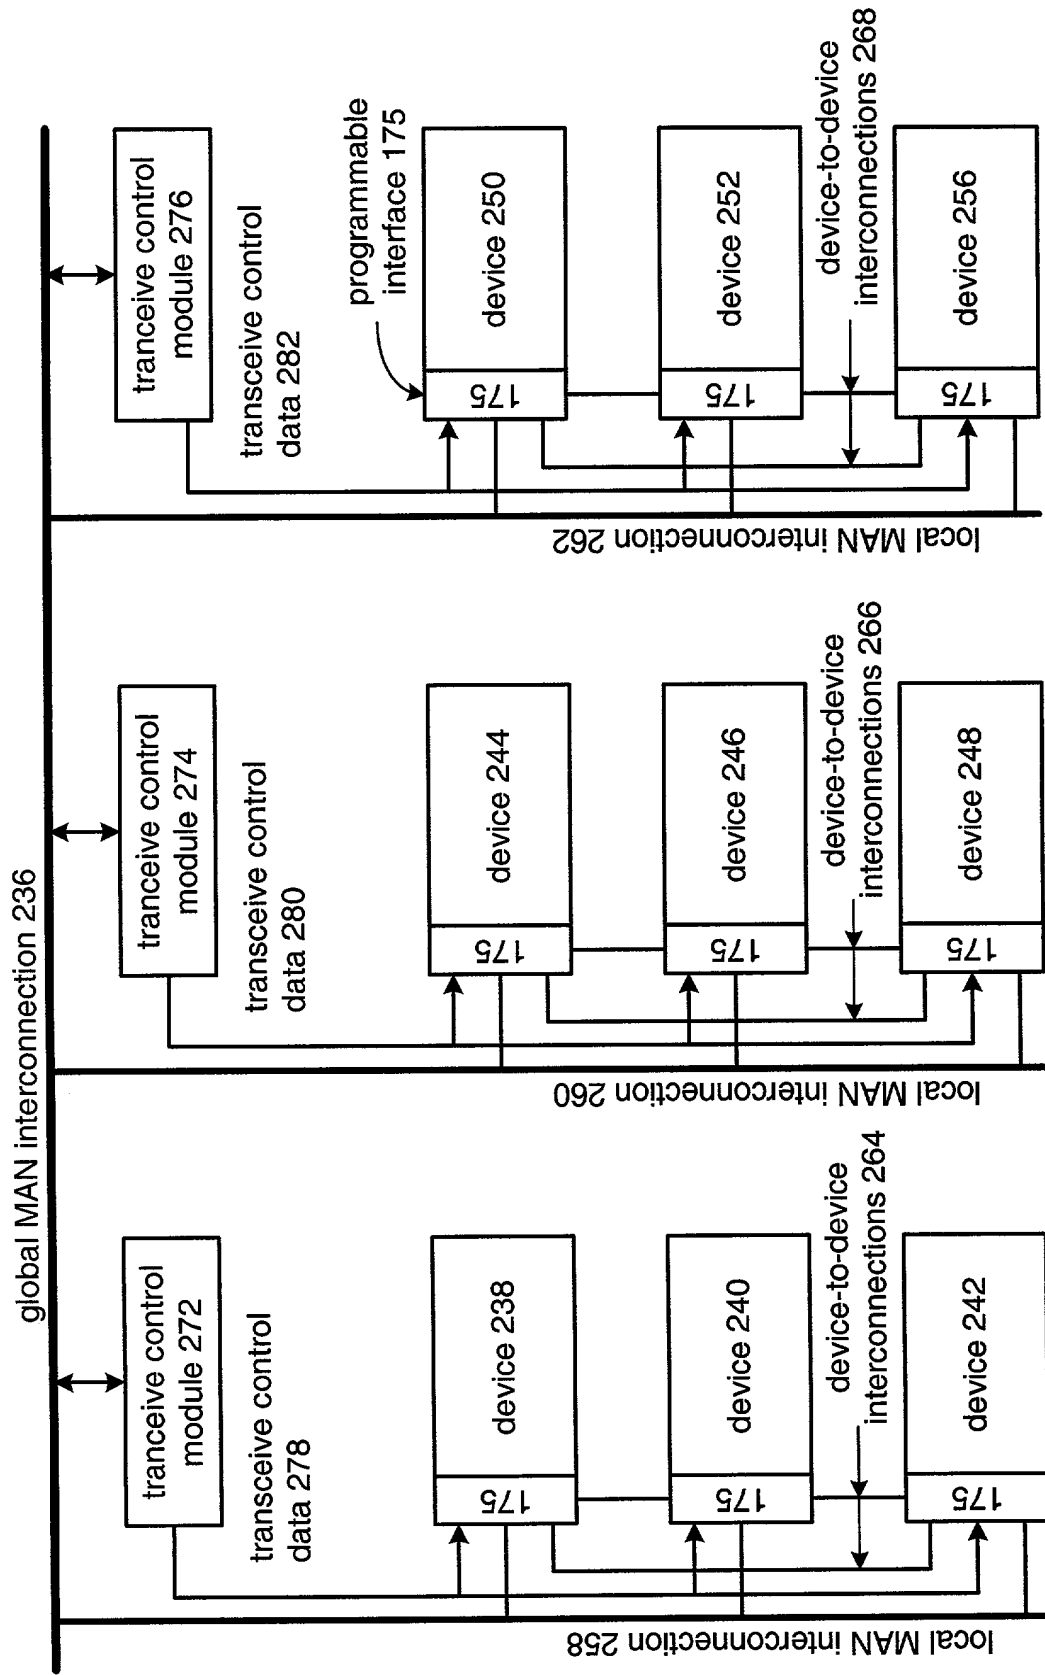 global MAN interconnection 236
tranceive control
module 272
transceive control
data 278
device 238
175
device 240
175
device-to-device
interconnections 264
device 242
175
local MAN interconnection 258
tranceive control
module 274
transceive control
data 280
device 244
175
device 246
175
device-to-device
interconnections 266
device 248
175
local MAN interconnection 260
tranceive control
module 276
transceive control
data 282
programmable
interface 175
device 250
175
device 252
175
device-to-device
interconnections 268
device 256
175
local MAN interconnection 262